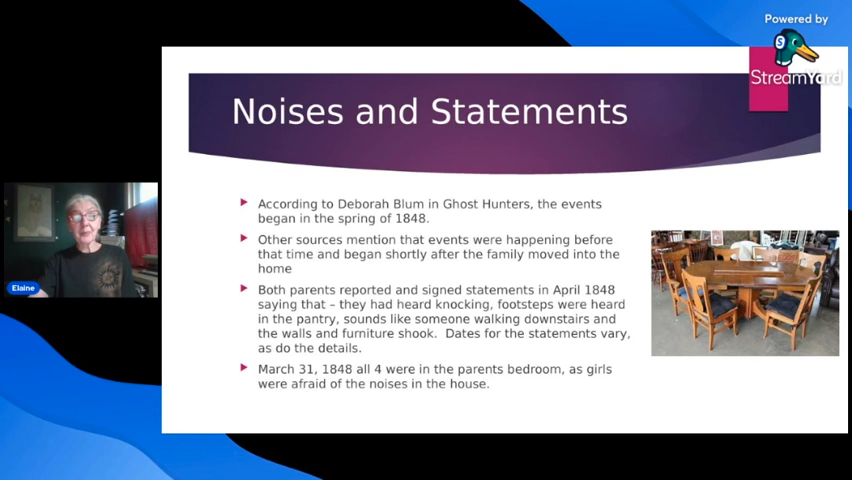 Powered by
StreamYard
Noises and Statements
According to Deborah Blum in Ghost Hunters, the events
began in the spring of 1848.
Other sources mention that events were happening before
that time and began shortly after the family moved into the
home
Both parents reported and signed statements in April 1848
saying that – they had heard knocking, footsteps were heard
in the pantry, sounds like someone walking downstairs and
the walls and furniture shook.  Dates for the statements vary,
as do the details.
March 31, 1848 all 4 were in the parents bedroom, as girls
were afraid of the noises in the house.
Elaine